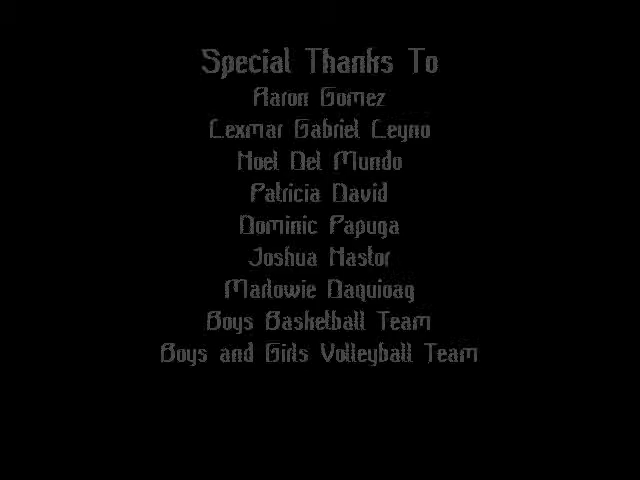 Special Thanks To
Aaron Gomez
Lexmar Gabriel Leyno
Noel Del Mundo
Patricia David
Dominic Papuga
Joshua Nastor
Marlowie Daquioag
Boys Basketball Team
Boys and Girls Volleyball Team